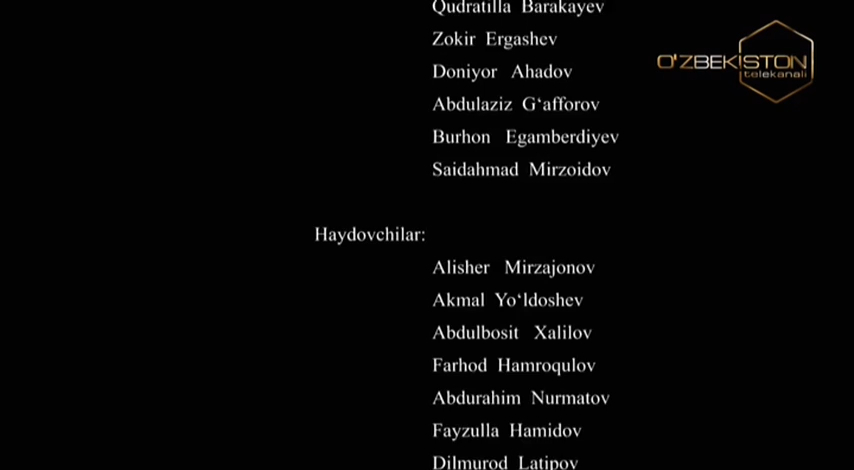 Qudratilla Barakayev
Zokir Ergashev
O'ZBEKISTON
telekanali
Doniyor Ahadov
Abdulaziz G‘afforov
Burhon Egamberdiyev
Saidahmad Mirzoidov
Haydovchilar:
Alisher Mirzajonov
Akmal Yo‘ldoshev
Abdulbosit Xalilov
Farhod Hamroqulov
Abdurahim Nurmatov
Fayzulla Hamidov
Dilmurod Latipov